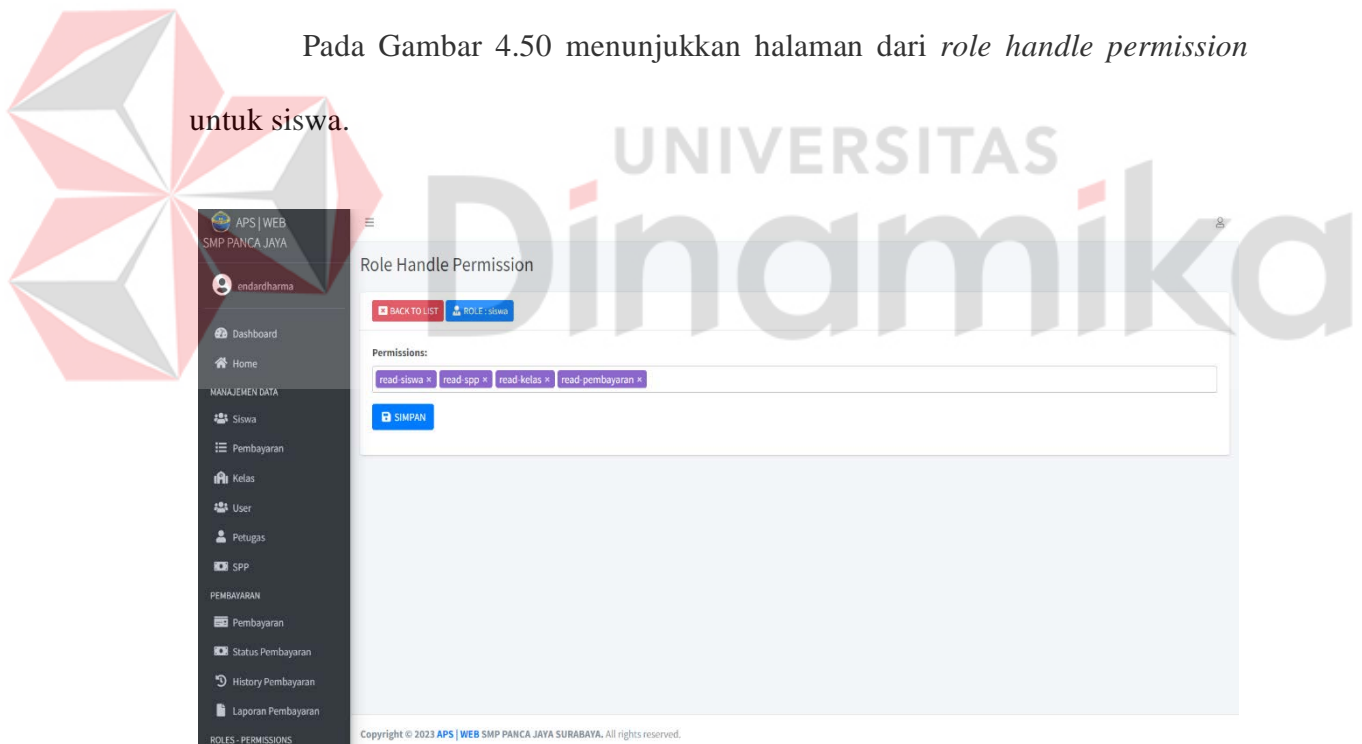 Pada Gambar 4.50 menunjukkan halaman dari role handle permission
untuk siswa.
UNIVERSITAS
Dinamika
APS | WEB
SMP PANCA JAYA
endardharma
Dashboard
Home
MANAJEMEN DATA
Siswa
Pembayaran
Kelas
User
Petugas
SPP
PEMBAYARAN
Pembayaran
Status Pembayaran
History Pembayaran
Laporan Pembayaran
ROLES - PERMISSIONS
Role Handle Permission
BACK TO LIST ROLE : siswa
Permissions:
read-siswa × read-spp × read-kelas × read-pembayaran ×
SIMPAN
Copyright © 2023 APS | WEB SMP PANCA JAYA SURABAYA. All rights reserved.